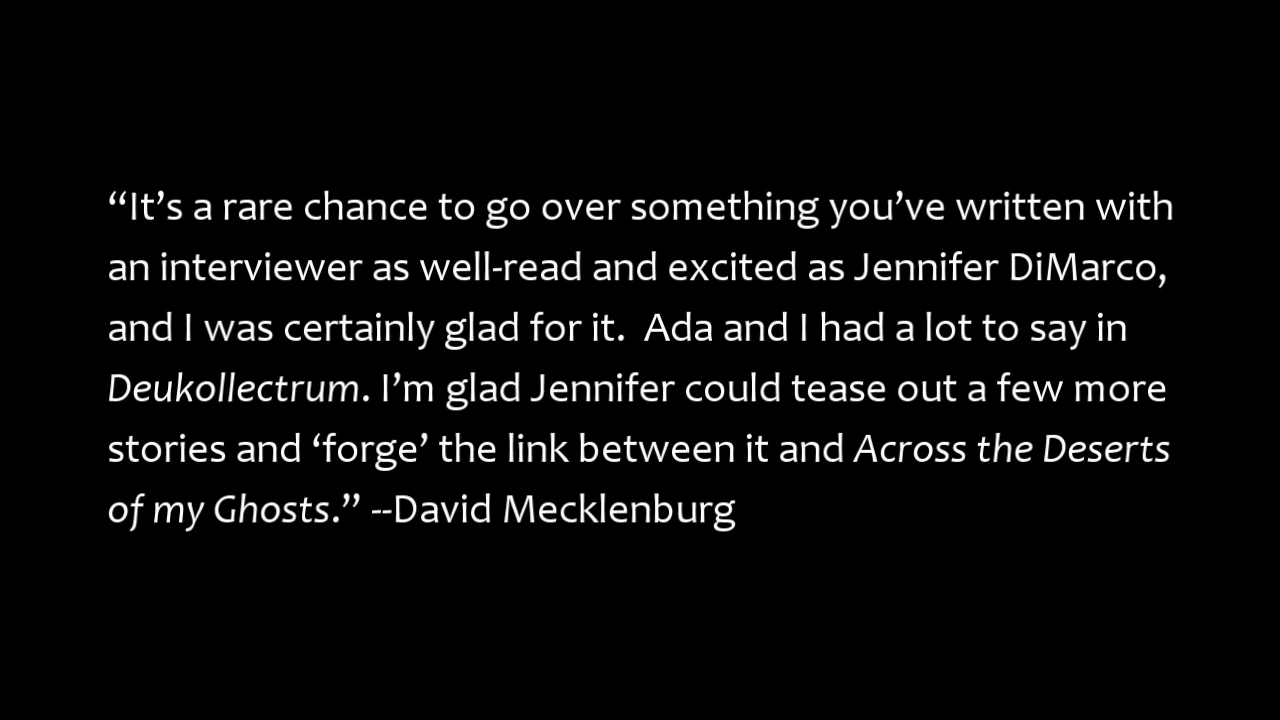 “It’s a rare chance to go over something you’ve written with
an interviewer as well-read and excited as Jennifer DiMarco,
and I was certainly glad for it.  Ada and I had a lot to say in
Deukollectrum. I’m glad Jennifer could tease out a few more
stories and ‘forge’ the link between it and Across the Deserts
of my Ghosts.” --David Mecklenburg